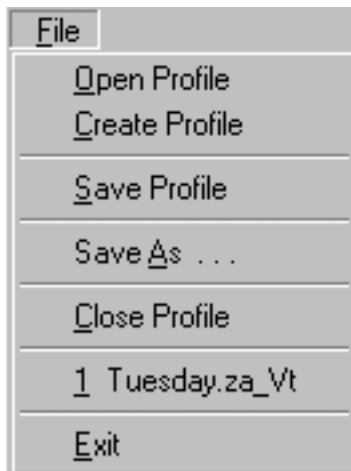 File
Open Profile
Create Profile
Save Profile
Save As . . .
Close Profile
1 Tuesday.za_Vt
Exit